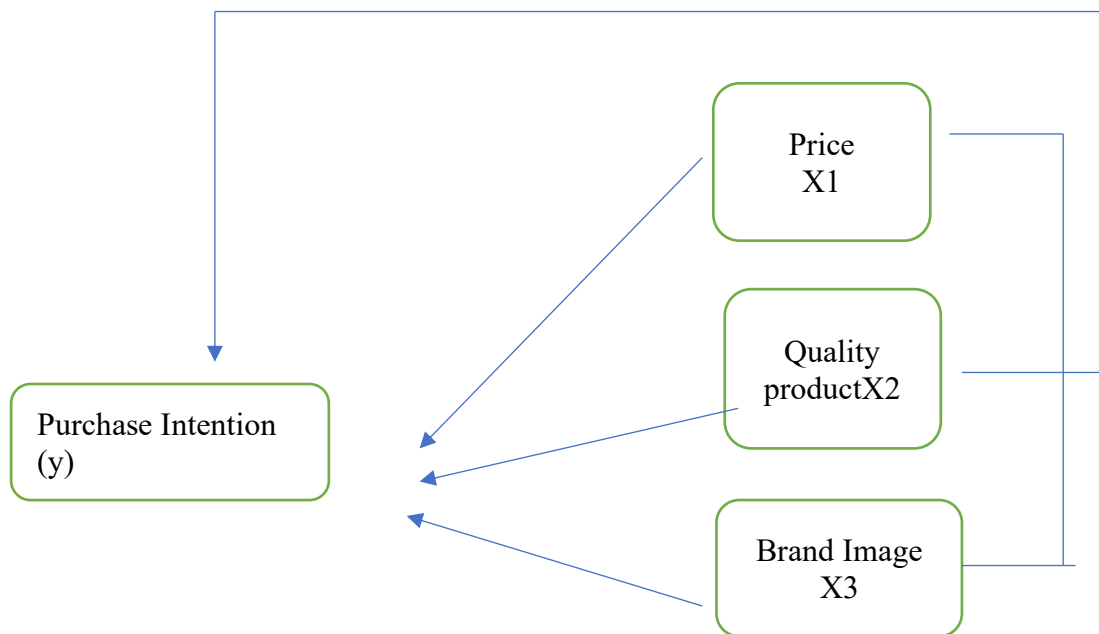 Price
X1
Quality
productX2
Purchase Intention
(y)
Brand Image
X3